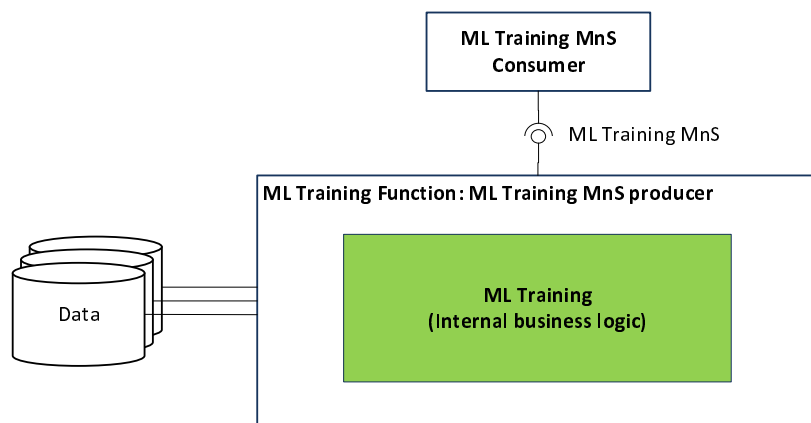 ML Training MnS
Consumer
ML Training MnS
ML Training Function: ML Training MnS producer
Data
ML Training
(Internal business logic)